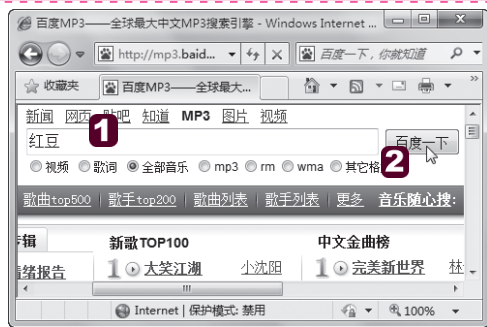 百度MP3——全球最大中文MP3搜索引擎 - Windows Internet ...
http://mp3.baid... 百度一下，你就知道
收藏夹 百度MP3——全球最大...
新闻 网页 贴吧 知道 MP3 图片 视频
1
红豆 百度一下
2
视频 歌词 全部音乐 mp3 rm wma 其它格
歌曲top500 歌手top200 歌曲列表 歌手列表 更多 音乐随心搜:
辑 新歌TOP100 中文金曲榜
情绪报告 1 大笑江湖 小沈阳 1 完美新世界 林
Internet | 保护模式: 禁用 100%